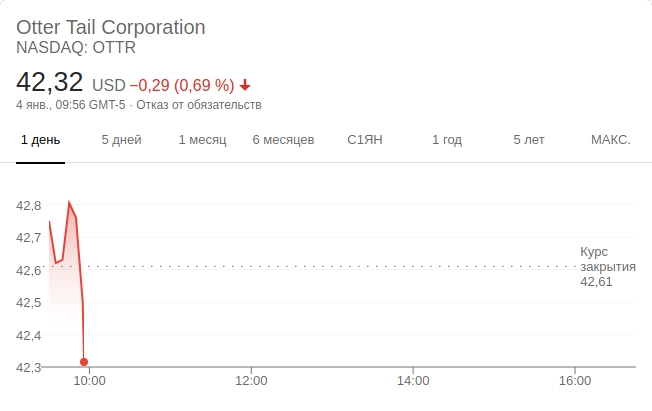 Otter Tail Corporation
NASDAQ: OTTR
42,32 USD −0,29 (0,69 %)
4 янв., 09:56 GMT-5 · Отказ от обязательств
1 день 5 дней 1 месяц 6 месяцев С1ЯН 1 год 5 лет МАКС.
42,8
42,7
42,6
42,5
42,4
42,3
Курс
закрытия
42,61
10:00 12:00 14:00 16:00